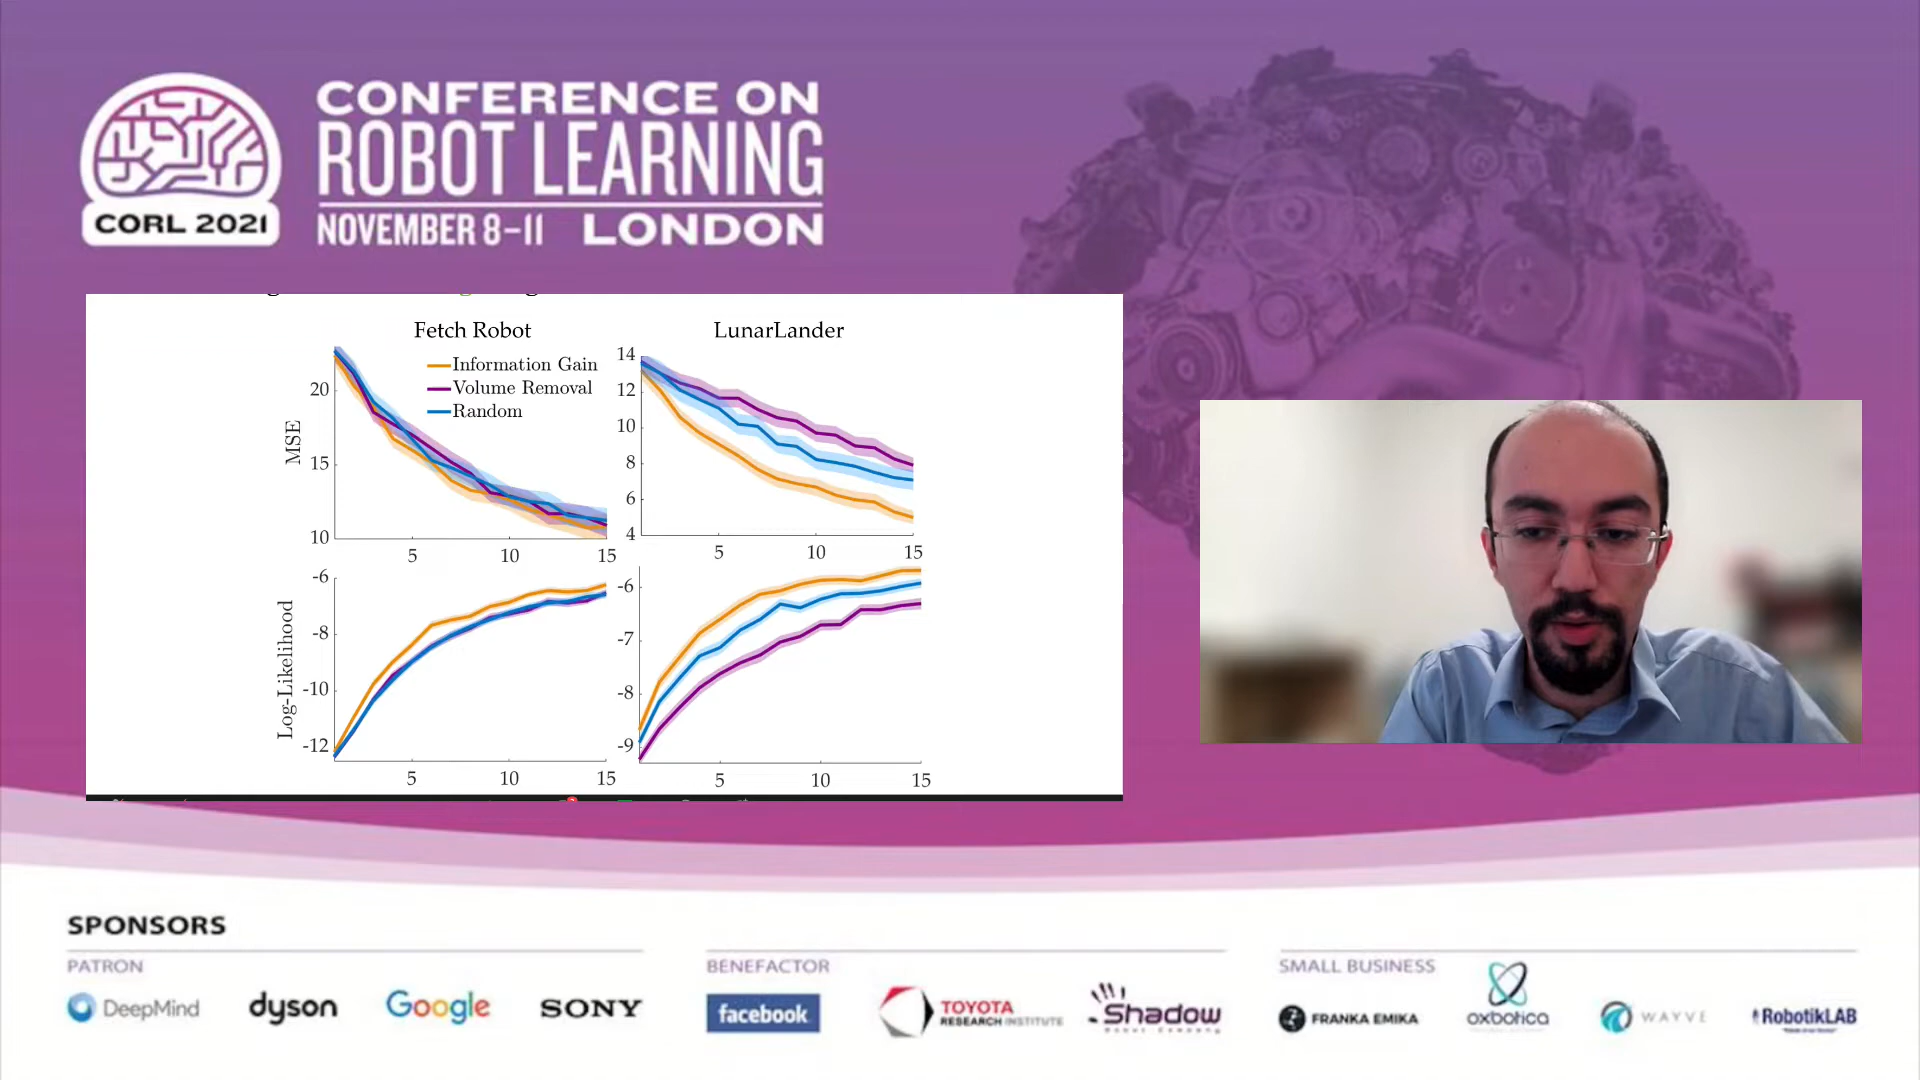 CONFERENCE ON
ROBOT LEARNING
NOVEMBER 8-11 LONDON
CORL 2021
Fetch Robot
LunarLander
Information Gain
Volume Removal
Random
MSE
20
15
10
5
10
15
14
12
10
8
6
4
5
10
15
Log-Likelihood
-6
-8
-10
-12
5
10
15
-6
-7
-8
-9
5
10
15
SPONSORS
PATRON
BENEFACTOR
SMALL BUSINESS
DeepMind
dyson
Google
SONY
facebook
TOYOTA
RESEARCH INSTITUTE
Shadow
Robot Company
FRANKA EMIKA
oxbotica
WAYVE
RobotikLAB